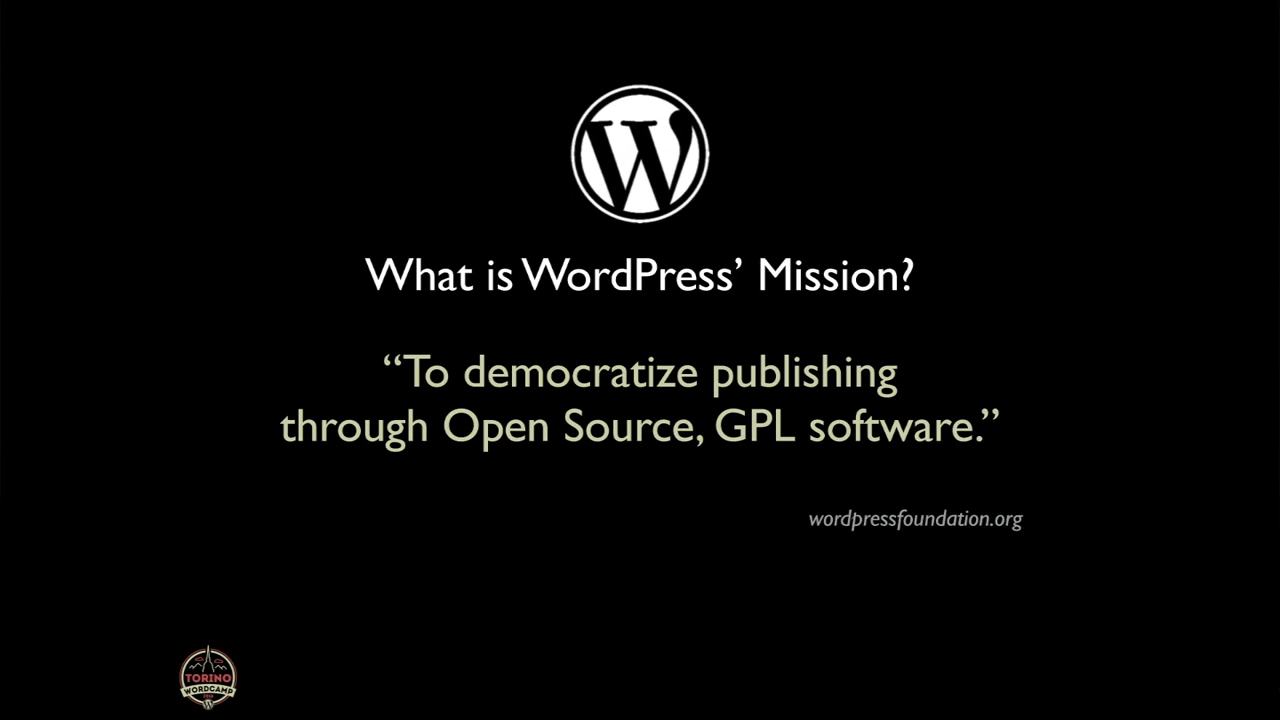 What is WordPress’ Mission?
“To democratize publishing
through Open Source, GPL software.”
wordpressfoundation.org
TORINO
WORDCAMP